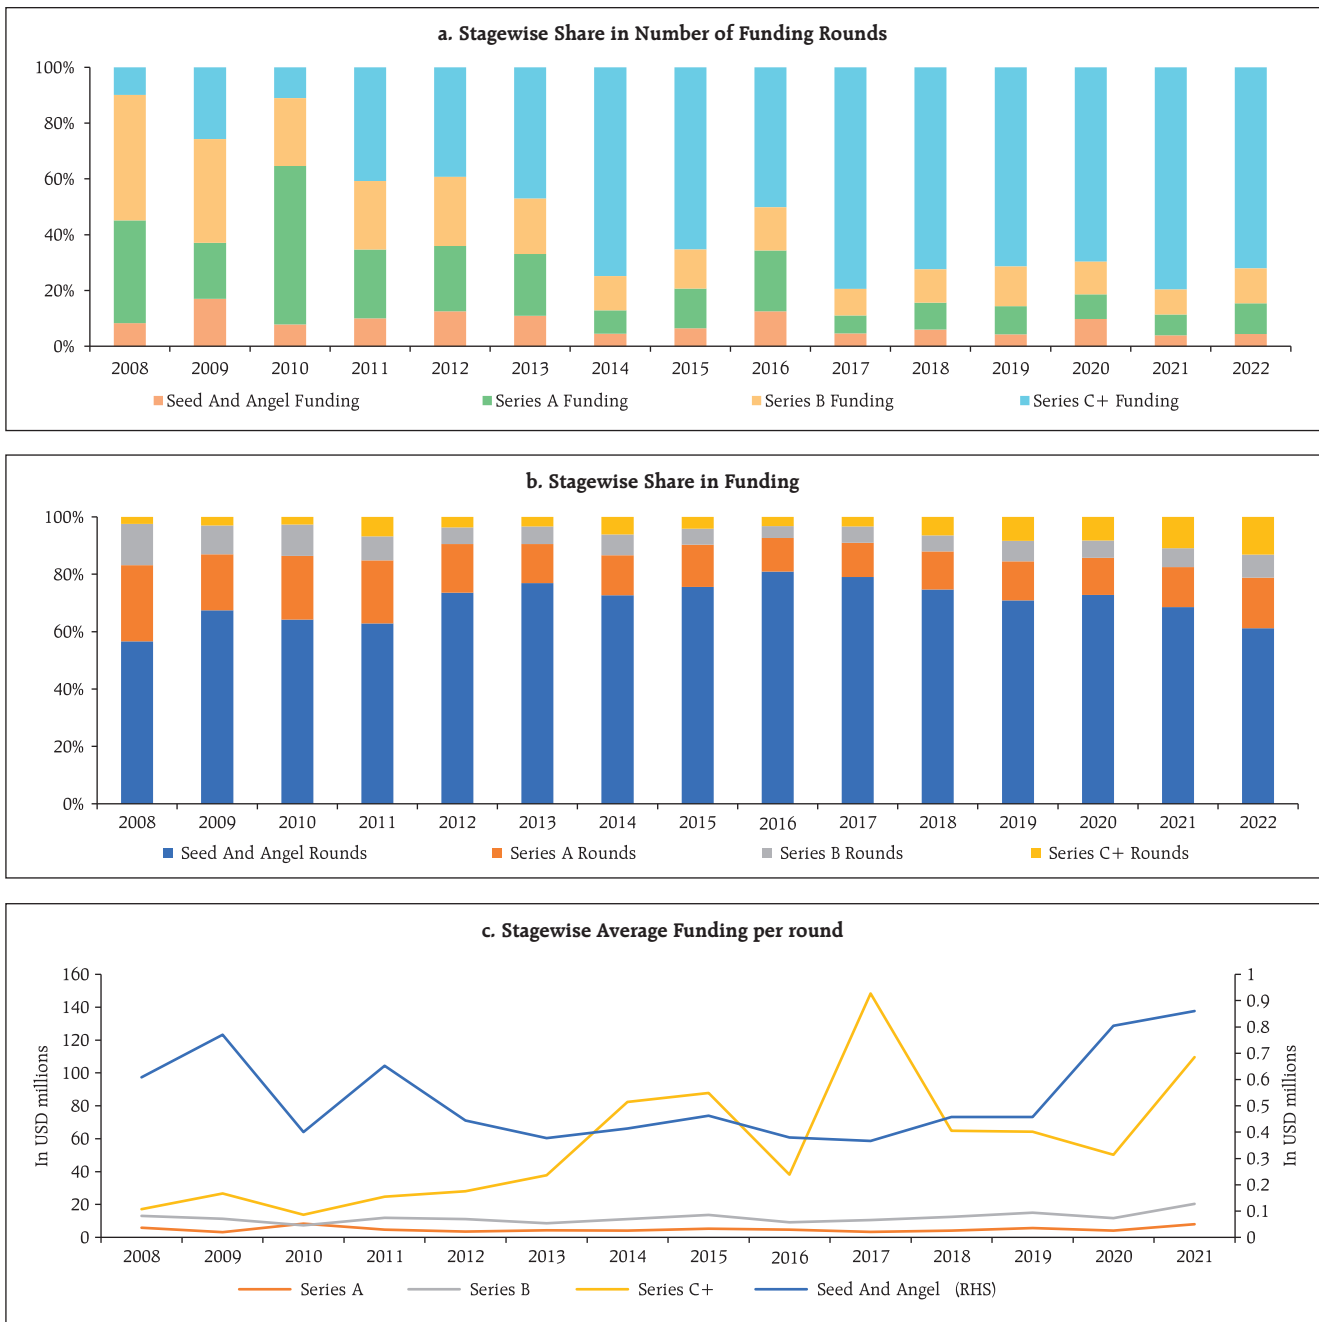 a. Stagewise Share in Number of Funding Rounds
100%
80%
60%
40%
20%
0%
2008 2009 2010 2011 2012 2013 2014 2015 2016 2017 2018 2019 2020 2021 2022
Seed And Angel Funding Series A Funding Series B Funding Series C+ Funding
b. Stagewise Share in Funding
100%
80%
60%
40%
20%
0%
2008 2009 2010 2011 2012 2013 2014 2015 2016 2017 2018 2019 2020 2021 2022
Seed And Angel Rounds Series A Rounds Series B Rounds Series C+ Rounds
c. Stagewise Average Funding per round
In USD millions
160
140
120
100
80
60
40
20
0
1
0.9
0.8
0.7
0.6
0.5
0.4
0.3
0.2
0.1
0
In USD millions
2008 2009 2010 2011 2012 2013 2014 2015 2016 2017 2018 2019 2020 2021
Series A Series B Series C+ Seed And Angel (RHS)